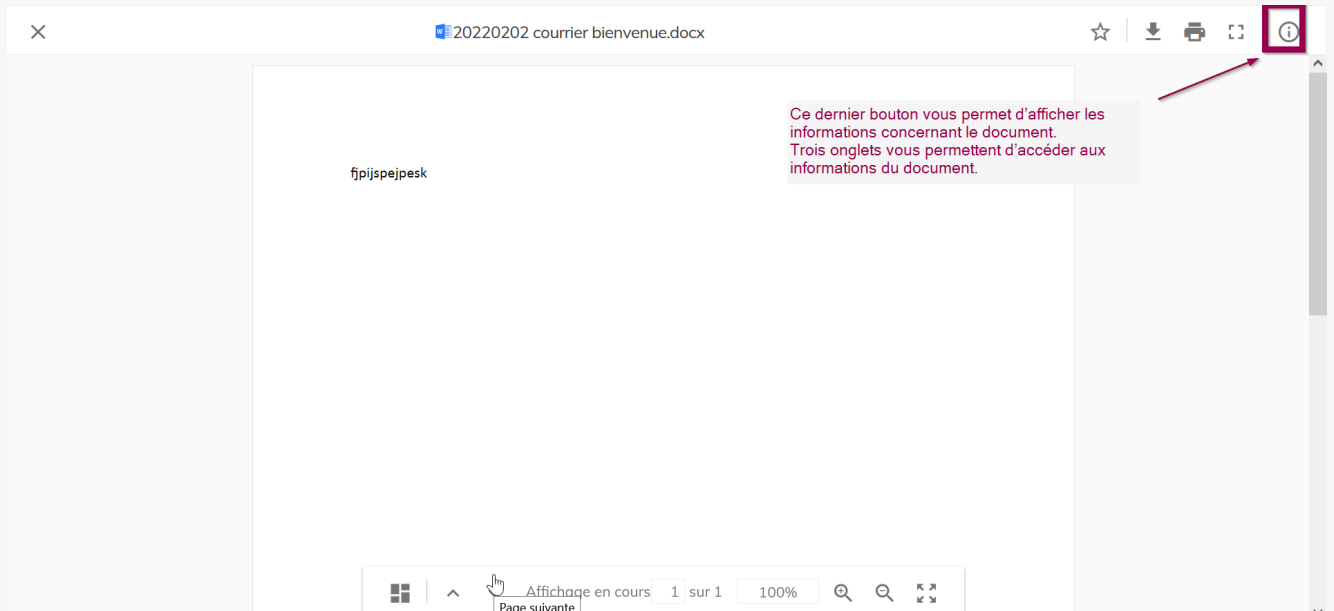 20220202 courrier bienvenue.docx
Ce dernier bouton vous permet d’afficher les
informations concernant le document.
Trois onglets vous permettent d’accéder aux
informations du document.
fjpijspejpesk
Affichage en cours 1 sur 1 100%
Page suivante